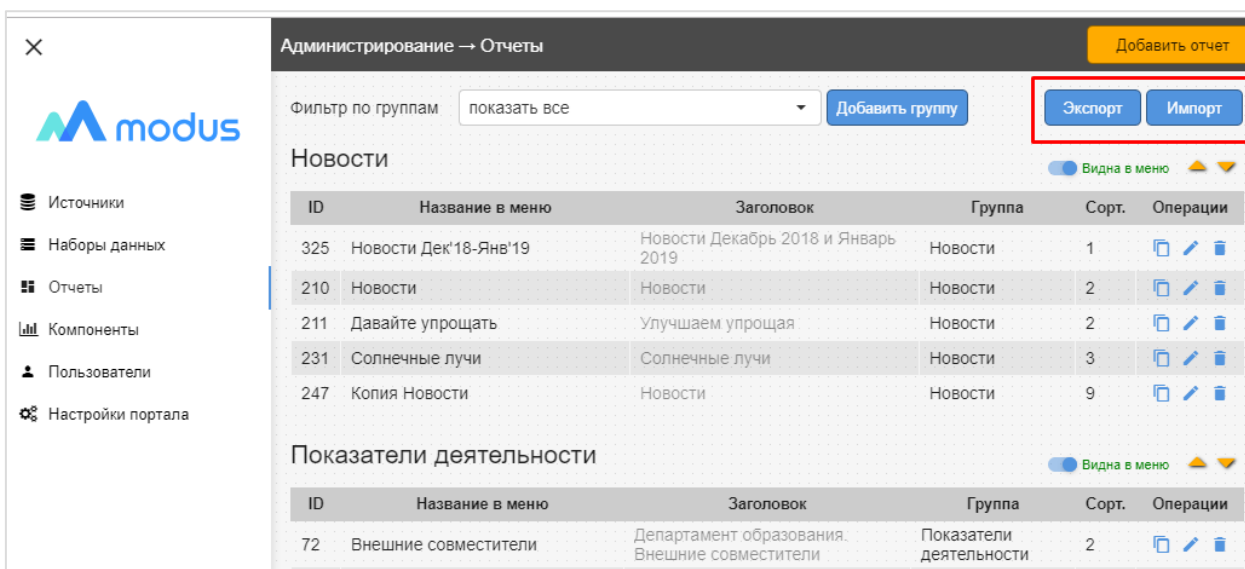 Администрирование → Отчеты
Добавить отчет
Фильтр по группам
показать все
Добавить группу
Экспорт
Импорт
modus
Источники
Наборы данных
Отчеты
Компоненты
Пользователи
Настройки портала
Новости
Видна в меню
ID Название в меню Заголовок Группа Сорт. Операции
325 Новости Дек'18-Янв'19 Новости Декабрь 2018 и Январь
2019 Новости 1
210 Новости Новости Новости 2
211 Давайте упрощать Улучшаем упрощая Новости 2
231 Солнечные лучи Солнечные лучи Новости 3
247 Копия Новости Новости Новости 9
Показатели деятельности
Видна в меню
ID Название в меню Заголовок Группа Сорт. Операции
72 Внешние совместители Департамент образования.
Внешние совместители Показатели
деятельности 2